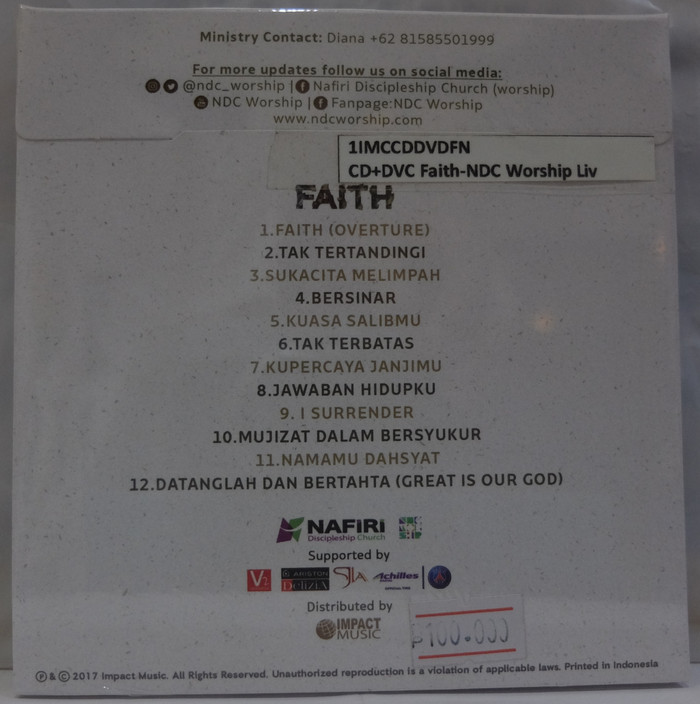 Ministry Contact: Diana +62 81585501999
For more updates follow us on social media:
@ndc_worship | Nafiri Discipleship Church (worship)
NDC Worship | Fanpage:NDC Worship
www.ndcworship.com
1IMCCDDVDFN
CD+DVC Faith-NDC Worship Liv
FAITH
1.FAITH (OVERTURE)
2.TAK TERTANDINGI
3.SUKACITA MELIMPAH
4.BERSINAR
5.KUASA SALIBMU
6.TAK TERBATAS
7.KUPERCAYA JANJIMU
8.JAWABAN HIDUPKU
9. I SURRENDER
10.MUJIZAT DALAM BERSYUKUR
11.NAMAMU DAHSYAT
12.DATANGLAH DAN BERTAHTA (GREAT IS OUR GOD)
NAFIRI
Discipleship Church
Supported by
ARISTON
DeliziA
Achilles
Distributed by
IMPACT
MUSIC
100.000
℗ & © 2017 Impact Music. All Rights Reserved. Unauthorized reproduction is a violation of applicable laws. Printed in Indonesia